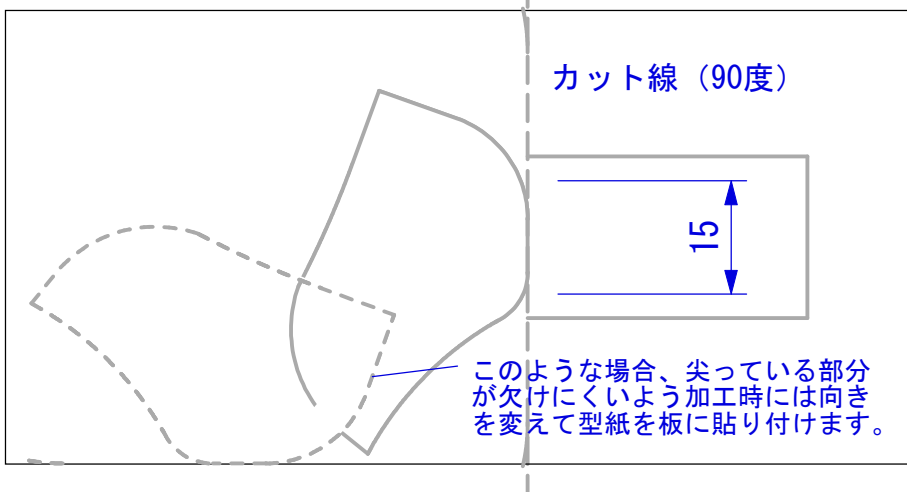 カット線（90度）
15
このような場合、尖っている部分
が欠けにくいよう加工時には向き
を変えて型紙を板に貼り付けます。